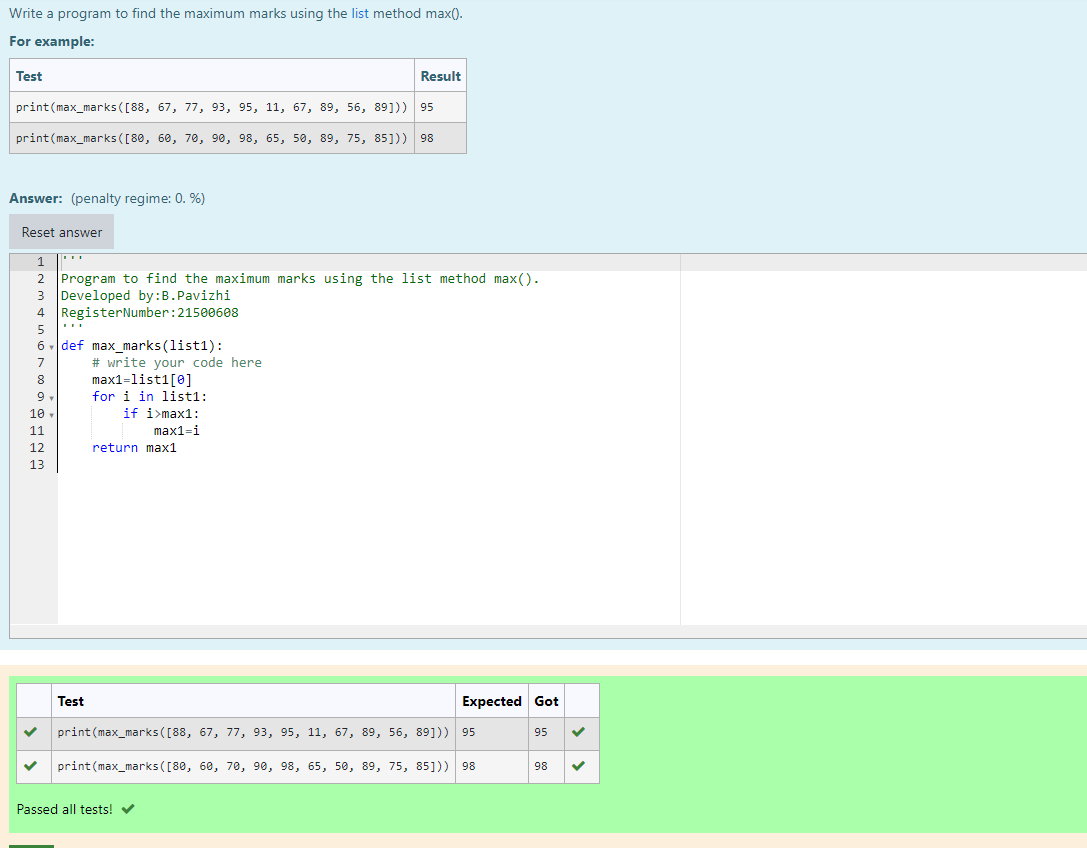 Write a program to find the maximum marks using the list method max().
For example:
Test Result
print(max_marks([88, 67, 77, 93, 95, 11, 67, 89, 56, 89])) 95
print(max_marks([80, 60, 70, 90, 98, 65, 50, 89, 75, 85])) 98
Answer: (penalty regime: 0. %)
Reset answer
1 '''
2 Program to find the maximum marks using the list method max().
3 Developed by:B.Pavizhi
4 RegisterNumber:21500608
5 '''
6 def max_marks(list1):
7     # write your code here
8     max1=list1[0]
9     for i in list1:
10         if i>max1:
11             max1=i
12     return max1
13
Test Expected Got
print(max_marks([88, 67, 77, 93, 95, 11, 67, 89, 56, 89])) 95 95
print(max_marks([80, 60, 70, 90, 98, 65, 50, 89, 75, 85])) 98 98
Passed all tests!